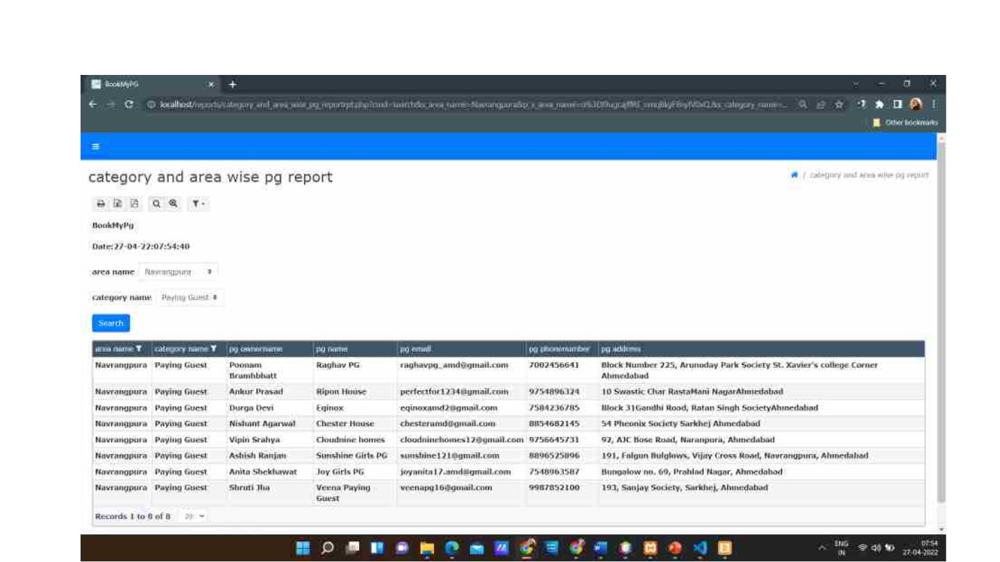 BookMyPG
localhost/reports/category_and_area_wise_pg_report/rpt.php?cmd=search&x_area_name=Navrangpura&
Other bookmarks
category and area wise pg report
/ category and area wise pg report
BookMyPg
Date:27-04-22:07:54:40
area name Navrangpura
category name Paying Guest
Search
area name category name pg ownername pg name pg email pg phonenumber pg address
Navrangpura Paying Guest Poonam Bramhbhatt Raghav PG raghavpg_amd@gmail.com 7002456641 Block Number 225, Arunoday Park Society St. Xavier's college Corner Ahmedabad
Navrangpura Paying Guest Ankur Prasad Ripon House perfectfor1234@gmail.com 9754896324 10 Swastic Char RastaMani NagarAhmedabad
Navrangpura Paying Guest Durga Devi Eqinox eqinoxamd2@gmail.com 7584236785 Block 31Gandhi Road, Ratan Singh SocietyAhmedabad
Navrangpura Paying Guest Nishant Agarwal Chester House chesteramd@gmail.com 8854682145 54 Pheonix Society Sarkhej Ahmedabad
Navrangpura Paying Guest Vipin Srahya Cloudnine homes cloudninehomes12@gmail.com 9756645731 92, AJC Bose Road, Naranpura, Ahmedabad
Navrangpura Paying Guest Ashish Ranjan Sunshine Girls PG sunshine121@gmail.com 8896525896 191, Falgun Bulglows, Vijay Cross Road, Navrangpura, Ahmedabad
Navrangpura Paying Guest Anita Shekhawat Joy Girls PG joyanita17.amd@gmail.com 7548963587 Bungalow no. 69, Prahlad Nagar, Ahmedabad
Navrangpura Paying Guest Shruti Jha Veena Paying Guest veenapg16@gmail.com 9987852100 193, Sanjay Society, Sarkhej, Ahmedabad
Records 1 to 8 of 8 20
ENG 07:54
IN 27-04-2022